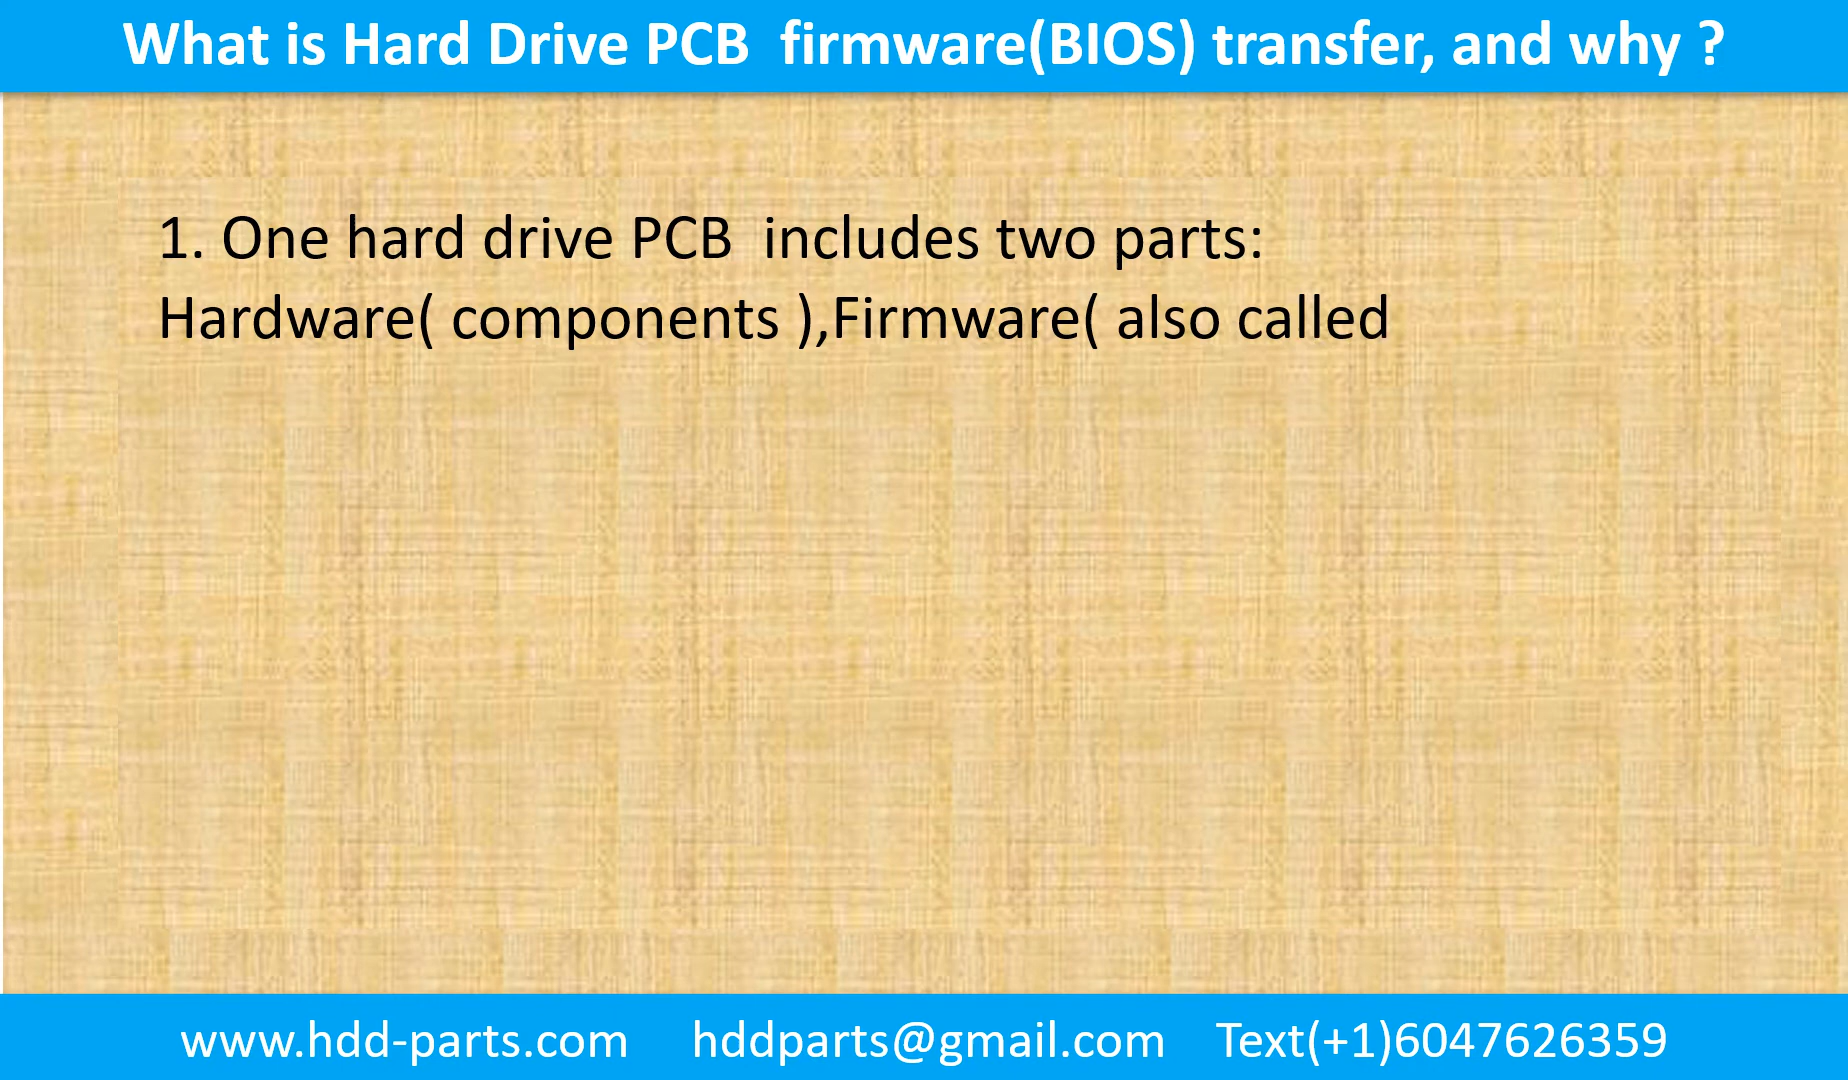 What is Hard Drive PCB  firmware(BIOS) transfer, and why ?
1. One hard drive PCB  includes two parts:
Hardware( components ),Firmware( also called
www.hdd-parts.com hddparts@gmail.com Text(+1)6047626359